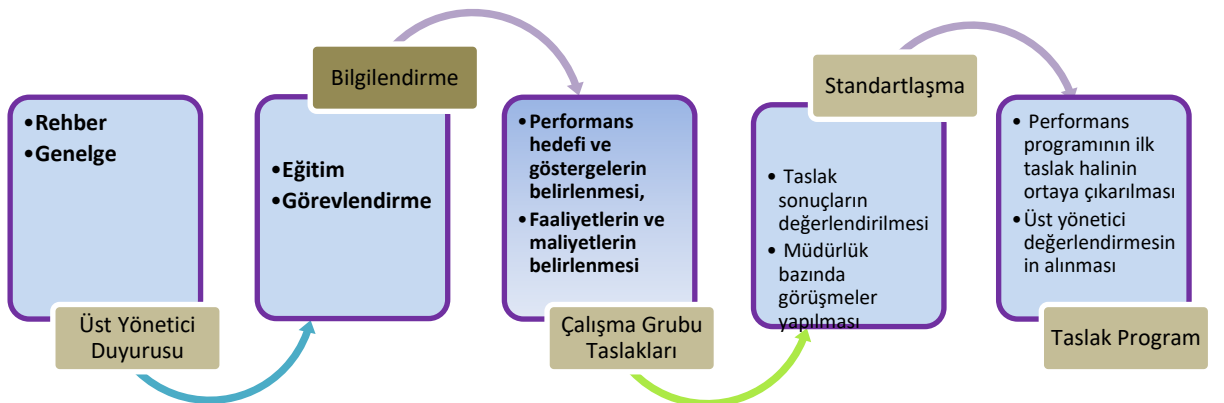 •Rehber
•Genelge
Üst Yönetici
Duyurusu
Bilgilendirme
•Eğitim
•Görevlendirme
•Performans
hedefi ve
göstergelerin
belirlenmesi,
•Faaliyetlerin ve
maliyetlerin
belirlenmesi
Çalışma Grubu
Taslakları
Standartlaşma
• Taslak
sonuçların
değerlendirilmesi
• Müdürlük
bazında
görüşmeler
yapılması
• Performans
programının ilk
taslak halinin
ortaya çıkarılması
•Üst yönetici
değerlendirmesin
in alınması
Taslak Program